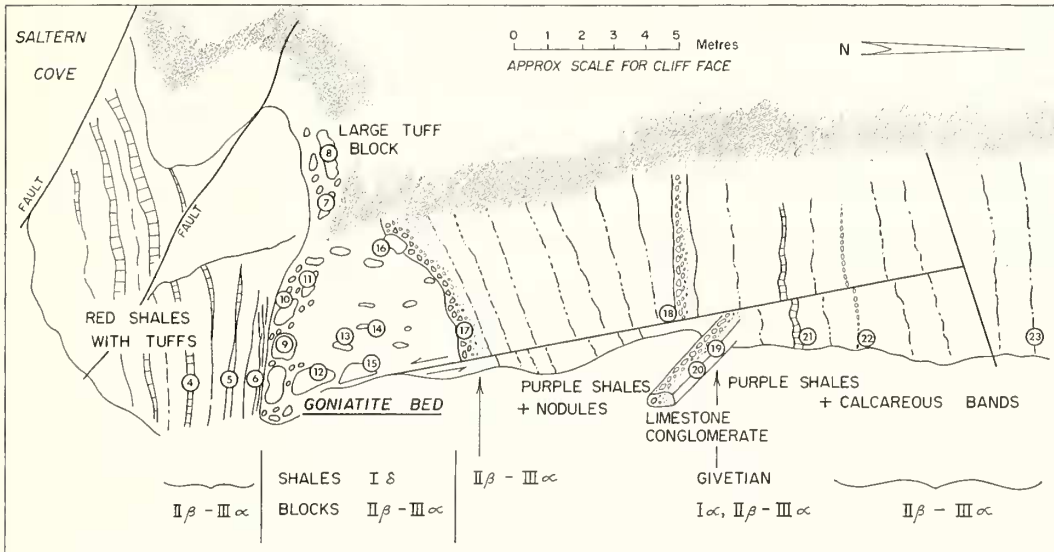 SALTERN
COVE
0 1 2 3 4 5 Metres
APPROX SCALE FOR CLIFF FACE
N
FAULT
FAULT
LARGE TUFF
BLOCK
8
7
16
11
10
9
13
14
12
15
17
18
19
20
21
22
23
RED SHALES
WITH TUFFS
4
5
6
GONIATITE BED
PURPLE SHALES
+ NODULES
LIMESTONE
CONGLOMERATE
PURPLE SHALES
+ CALCAREOUS BANDS
IIβ - IIIα
SHALES I δ
BLOCKS IIβ - IIIα
IIβ - IIIα
GIVETIAN
Iα, IIβ - IIIα
IIβ - IIIα